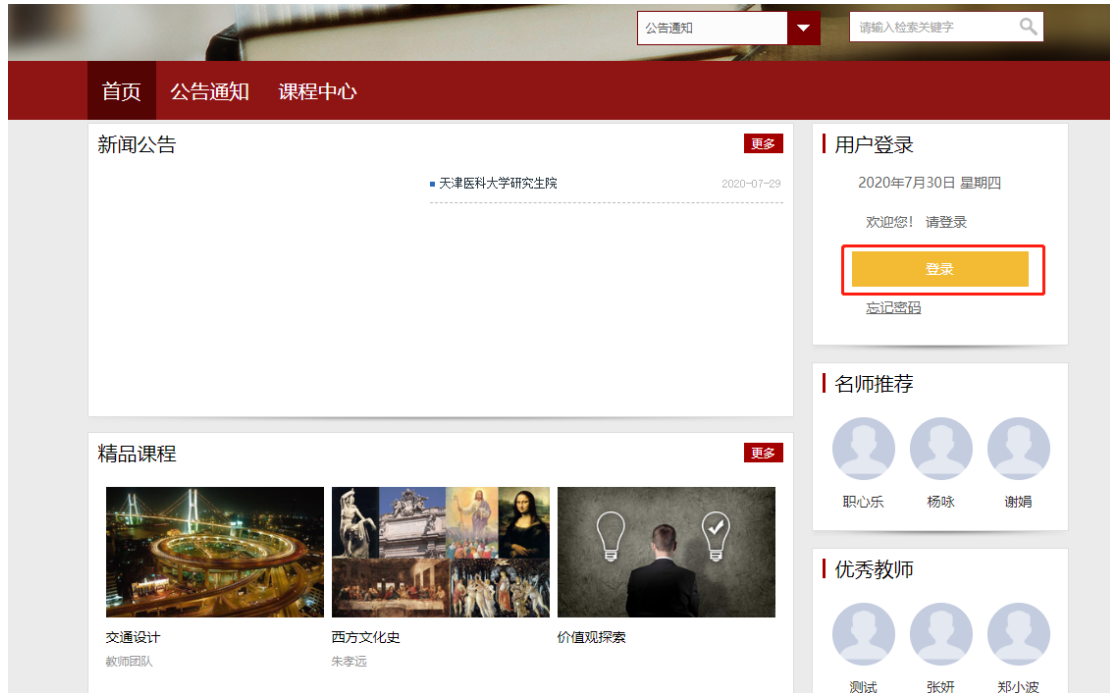 公告通知
请输入检索关键字
首页 公告通知 课程中心
新闻公告
更多
天津医科大学研究生院 2020-07-29
用户登录
2020年7月30日 星期四
欢迎您! 请登录
登录
忘记密码
名师推荐
职心乐 杨咏 谢娟
精品课程
更多
交通设计
教师团队
西方文化史
朱孝远
价值观探索
优秀教师
测试 张妍 郑小波